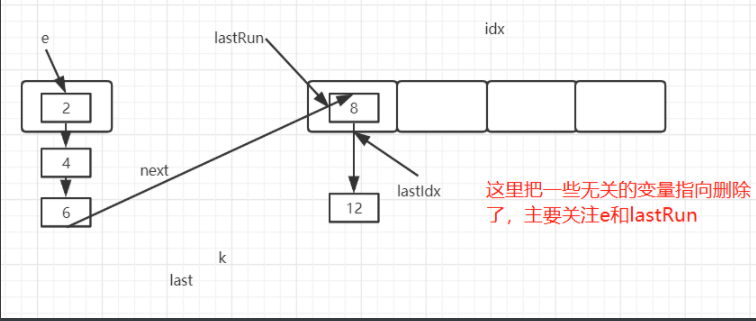 e
lastRun
idx
2
8
4
next
lastIdx
6
12
这里把一些无关的变量指向删除
了，主要关注e和lastRun
k
last